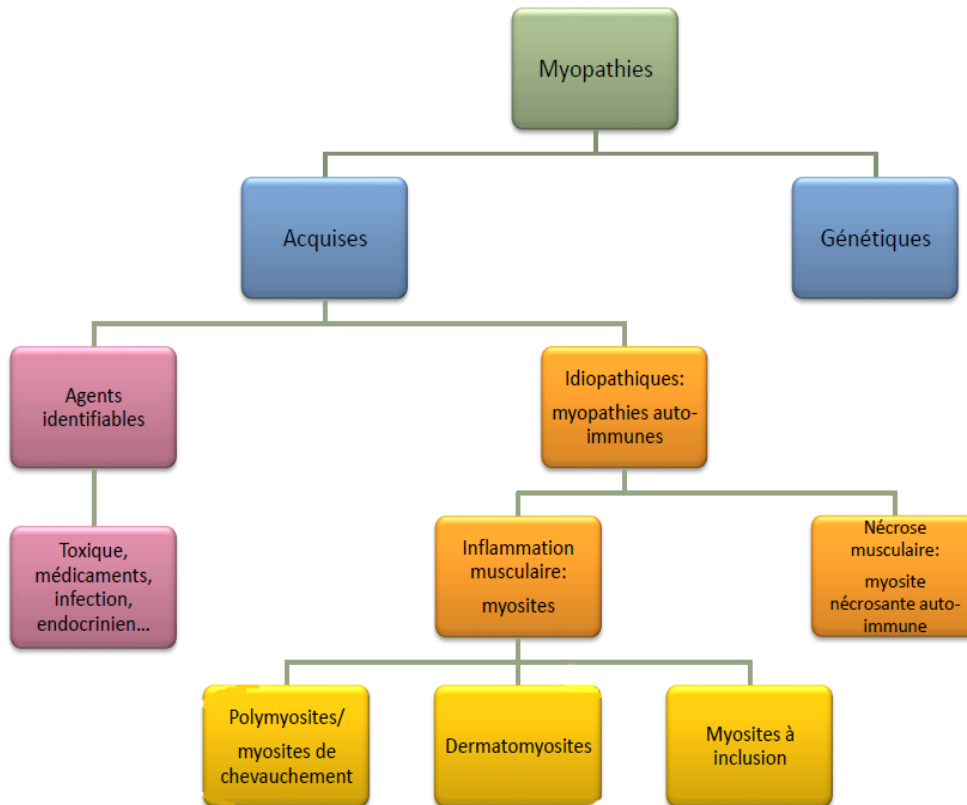 Myopathies
Acquises
Génétiques
Agents
identifiables
Idiopathiques:
myopathies auto-
immunes
Toxique,
médicaments,
infection,
endocrinien...
Inflammation
musculaire:
myosites
Nécrose
musculaire:
myosite
nécrosante auto-
immune
Polymyosites/
myosites de
chevauchement
Dermatomyosites
Myosites à
inclusion